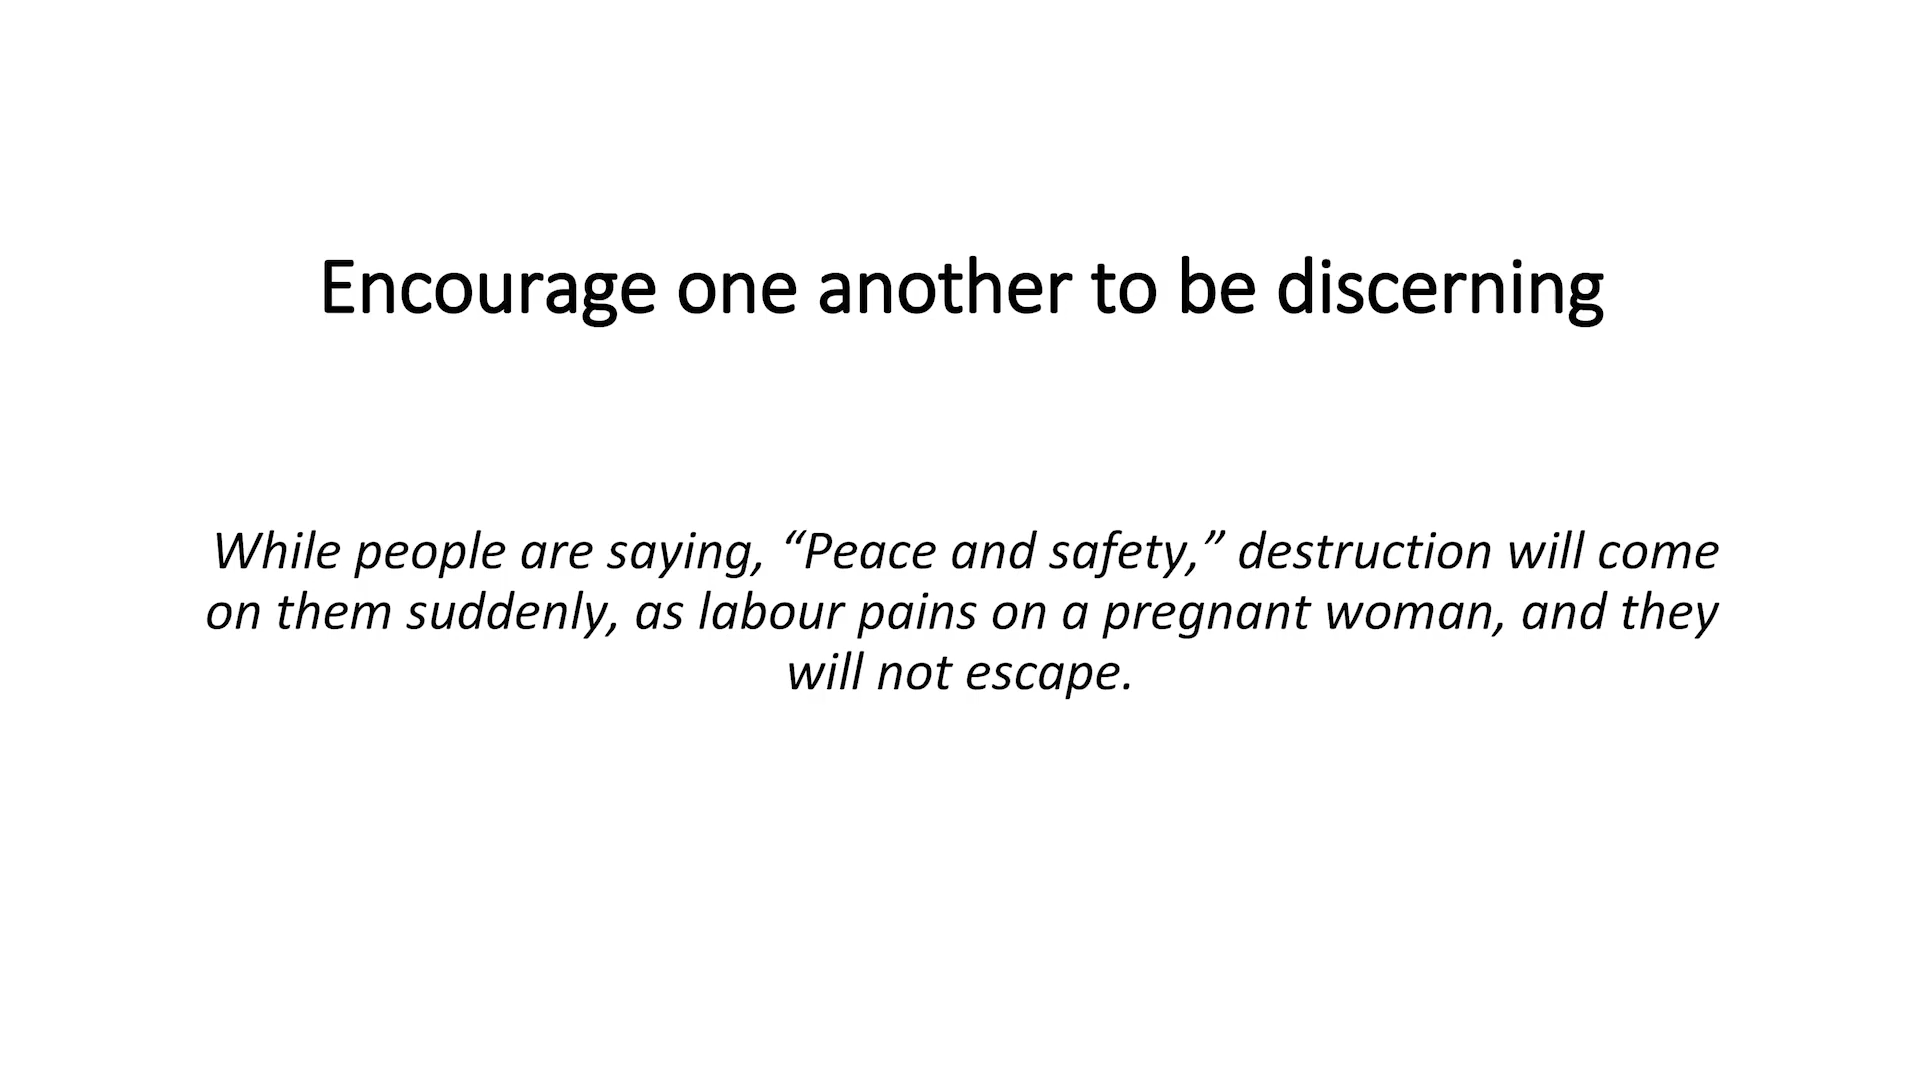 Encourage one another to be discerning
While people are saying, “Peace and safety,” destruction will come
on them suddenly, as labour pains on a pregnant woman, and they
will not escape.